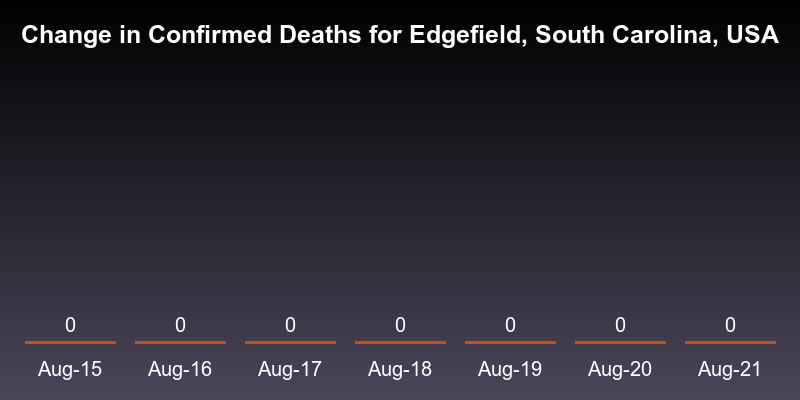 Change in Confirmed Deaths for Edgefield, South Carolina, USA
0 0 0 0 0 0 0
Aug-15 Aug-16 Aug-17 Aug-18 Aug-19 Aug-20 Aug-21